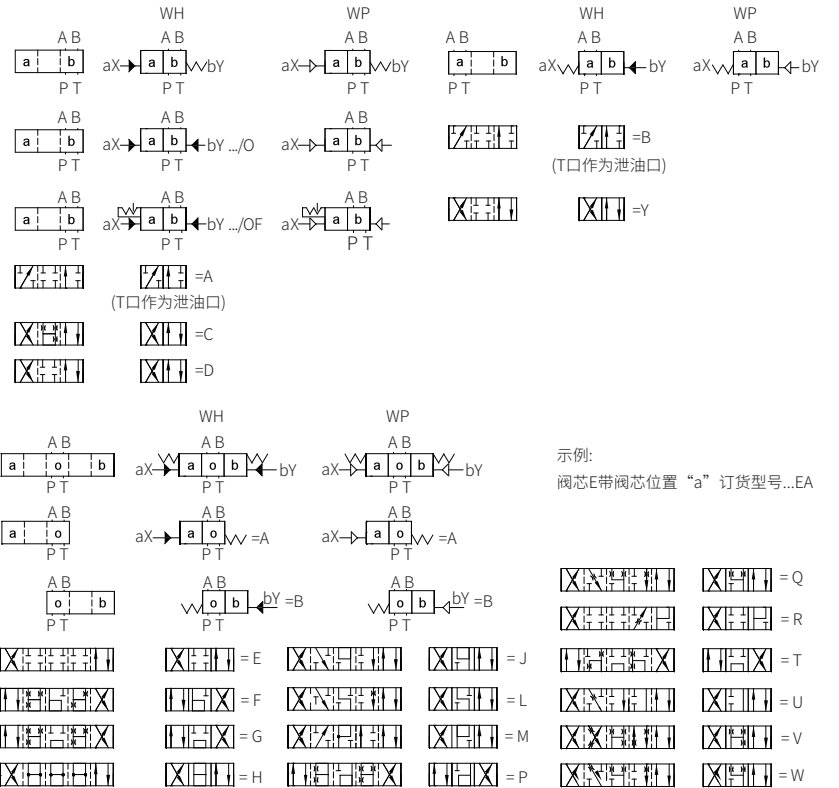 WH WP WH WP
A B A B A B A B A B A B
a b aX a b bY aX a b bY a b aX a b bY aX a b bY
P T P T P T P T P T P T
A B A B A B
a b aX a b bY .../O aX a b =B
P T P T P T (T口作为泄油口)
A B A B A B
a b aX a b bY .../OF aX a b =Y
P T P T P T
=A
(T口作为泄油口)
=C
=D
WH WP
A B A B A B
a o b aX a o b bY aX a o b bY
P T P T P T
示例:
阀芯E带阀芯位置“a”订货型号...EA
A B A B A B
a o aX a o =A aX a o =A
P T P T P T
A B A B A B
o b o b bY =B o b bY =B
P T P T P T
= Q
= R
= E = J = T
= F = L = U
= G = M = V
= H = P = W